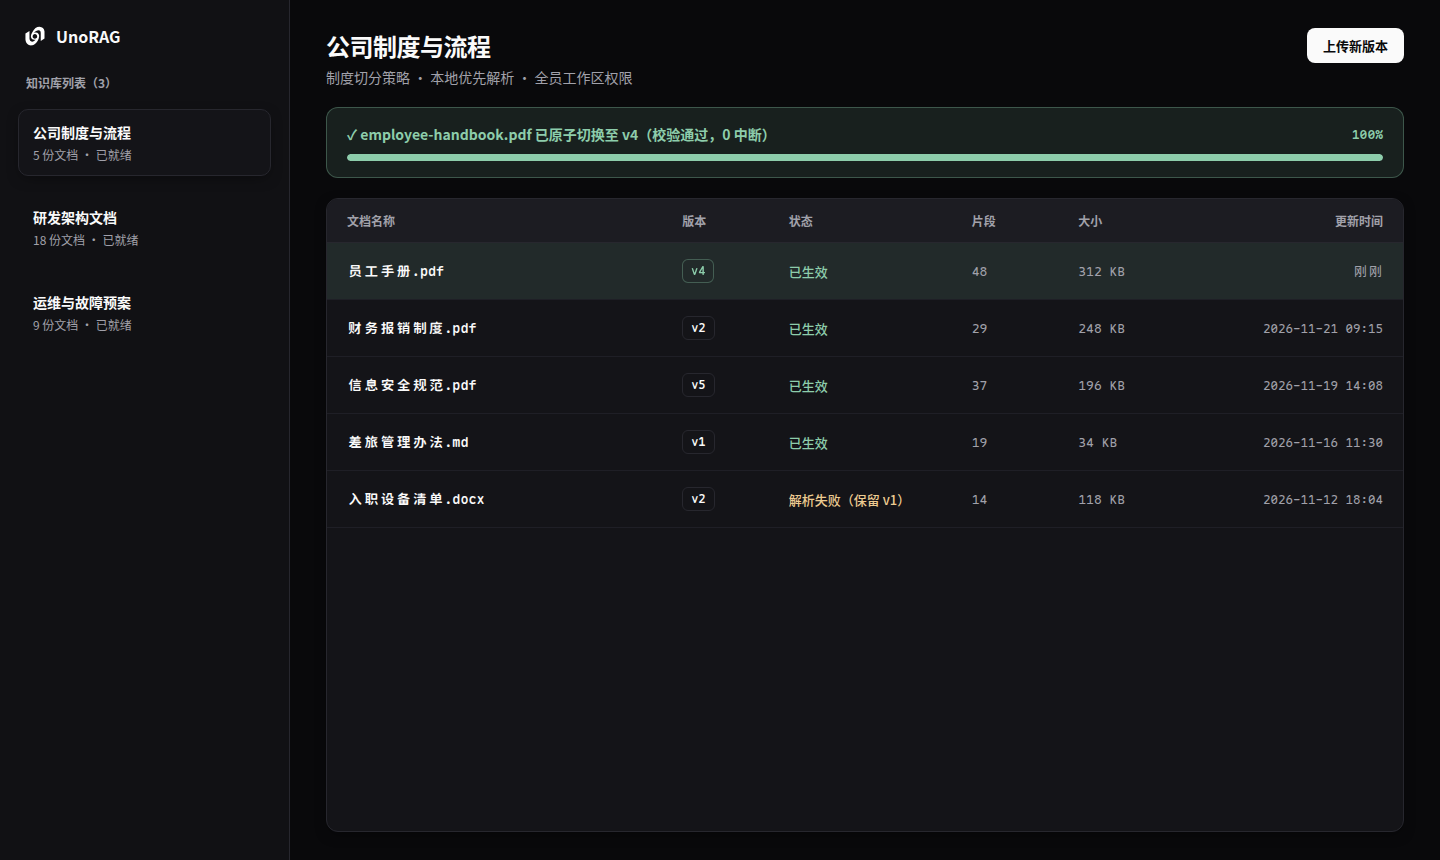 UnoRAG
知识库列表（3）
公司制度与流程
5 份文档 · 已就绪
研发架构文档
18 份文档 · 已就绪
运维与故障预案
9 份文档 · 已就绪
公司制度与流程
制度切分策略 · 本地优先解析 · 全员工作区权限
上传新版本
✓ employee-handbook.pdf 已原子切换至 v4（校验通过，0 中断） 100%
文档名称 版本 状态 片段 大小 更新时间
员工手册.pdf v4 已生效 48 312 KB 刚刚
财务报销制度.pdf v2 已生效 29 248 KB 2026-11-21 09:15
信息安全规范.pdf v5 已生效 37 196 KB 2026-11-19 14:08
差旅管理办法.md v1 已生效 19 34 KB 2026-11-16 11:30
入职设备清单.docx v2 解析失败（保留 v1） 14 118 KB 2026-11-12 18:04